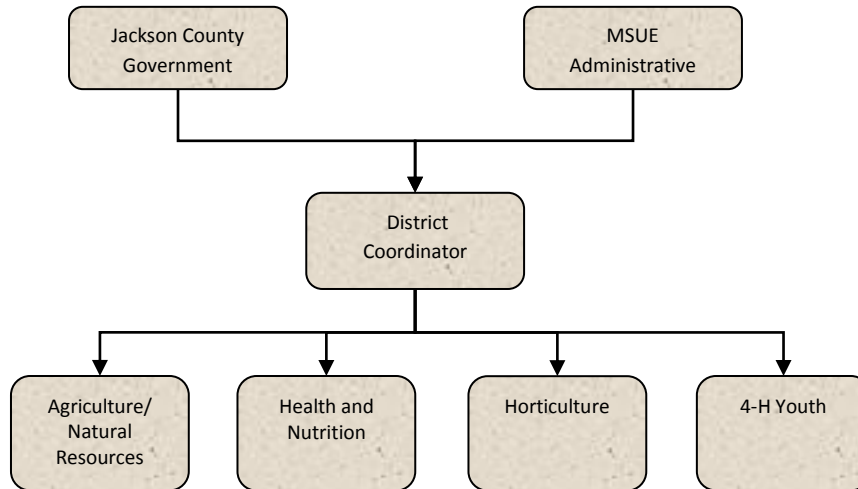 Jackson County
Government
MSUE
Administrative
District
Coordinator
Agriculture/
Natural
Resources
Health and
Nutrition
Horticulture
4-H Youth